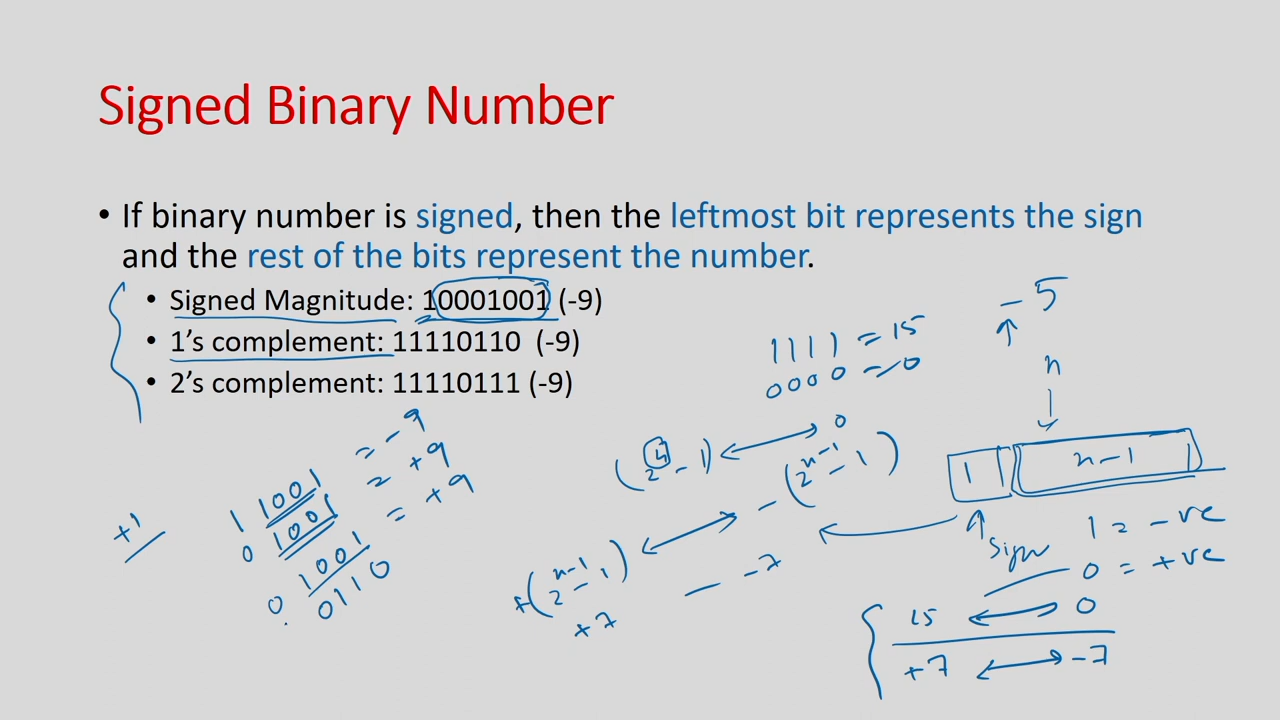 Signed Binary Number
• If binary number is signed, then the leftmost bit represents the sign
and the rest of the bits represent the number.
• Signed Magnitude: 10001001 (-9)
• 1’s complement: 11110110 (-9)
• 2’s complement: 11110111 (-9)
- 5
1111 = 15
0000 = 0
n
(2^4 - 1) ↔ 0
1 n-1
+(2^{n-1} - 1) ↔ -(2^{n-1} - 1)
+7 — -7
Sign
1 = -ve
0 = +ve
15 ← 0
+7 ↔ -7
1 1001 = -9
0 1001 = +9
0 1001 = +9
0110
+1